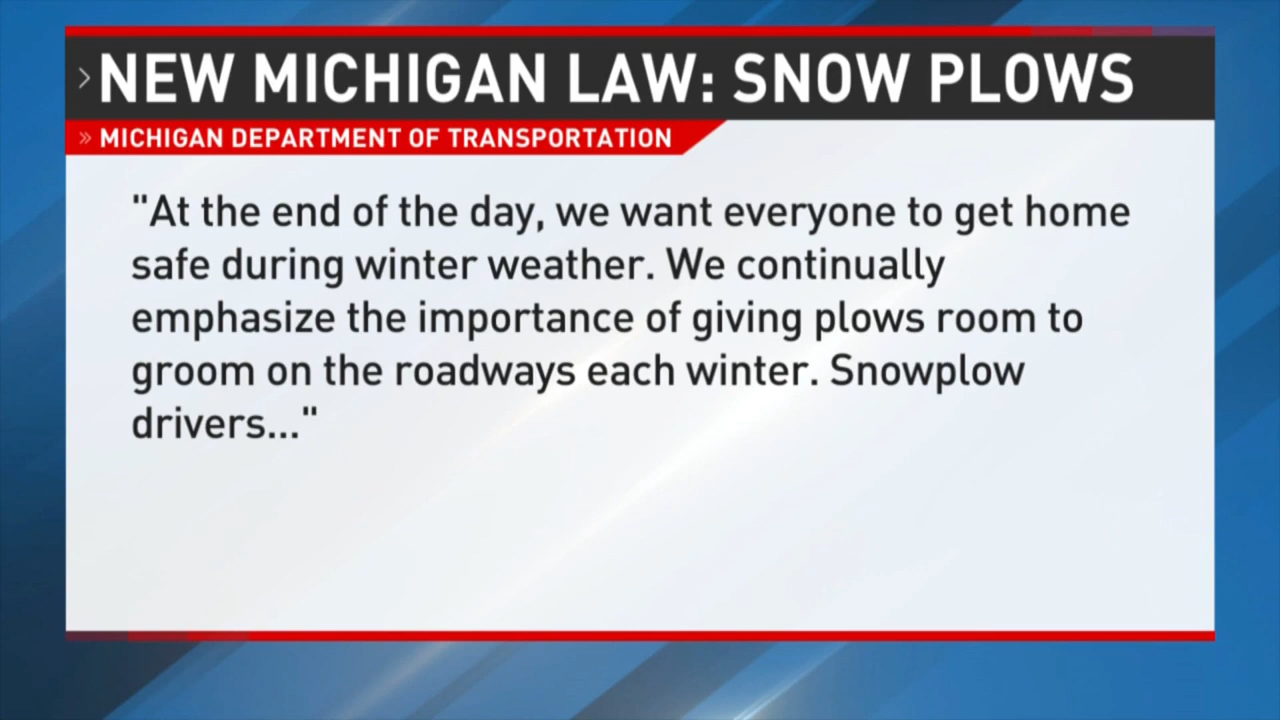 › NEW MICHIGAN LAW: SNOW PLOWS
» MICHIGAN DEPARTMENT OF TRANSPORTATION
"At the end of the day, we want everyone to get home
safe during winter weather. We continually
emphasize the importance of giving plows room to
groom on the roadways each winter. Snowplow
drivers..."